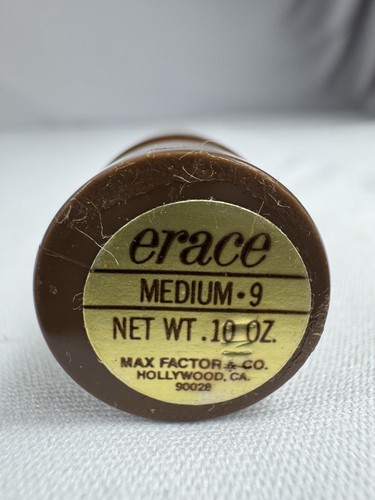 erace
MEDIUM • 9
NET WT. .10 OZ.
MAX FACTOR & CO.
HOLLYWOOD, CA.
90028